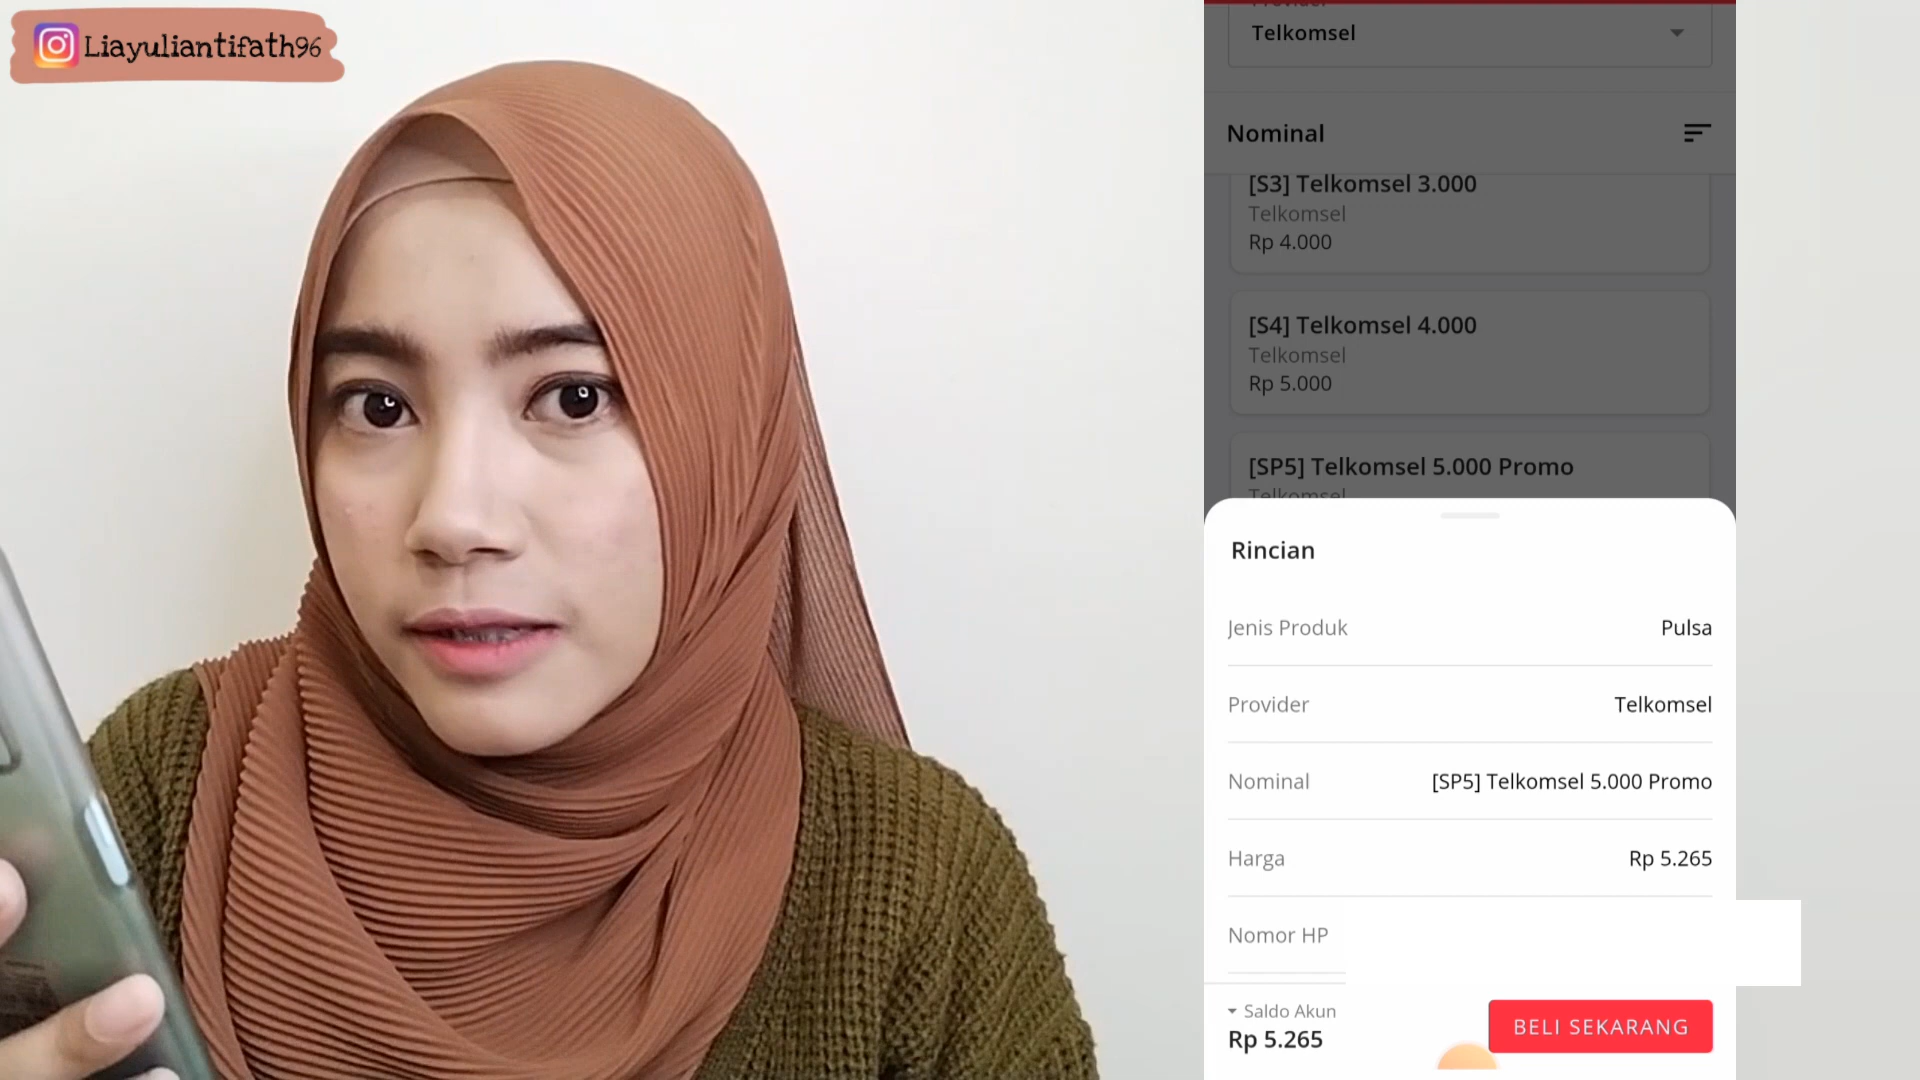 Liayuliantifath96
Telkomsel
Nominal
[S3] Telkomsel 3.000
Telkomsel
Rp 4.000
[S4] Telkomsel 4.000
Telkomsel
Rp 5.000
[SP5] Telkomsel 5.000 Promo
Telkomsel
Rincian
Jenis Produk Pulsa
Provider Telkomsel
Nominal [SP5] Telkomsel 5.000 Promo
Harga Rp 5.265
Nomor HP
Saldo Akun
Rp 5.265
BELI SEKARANG